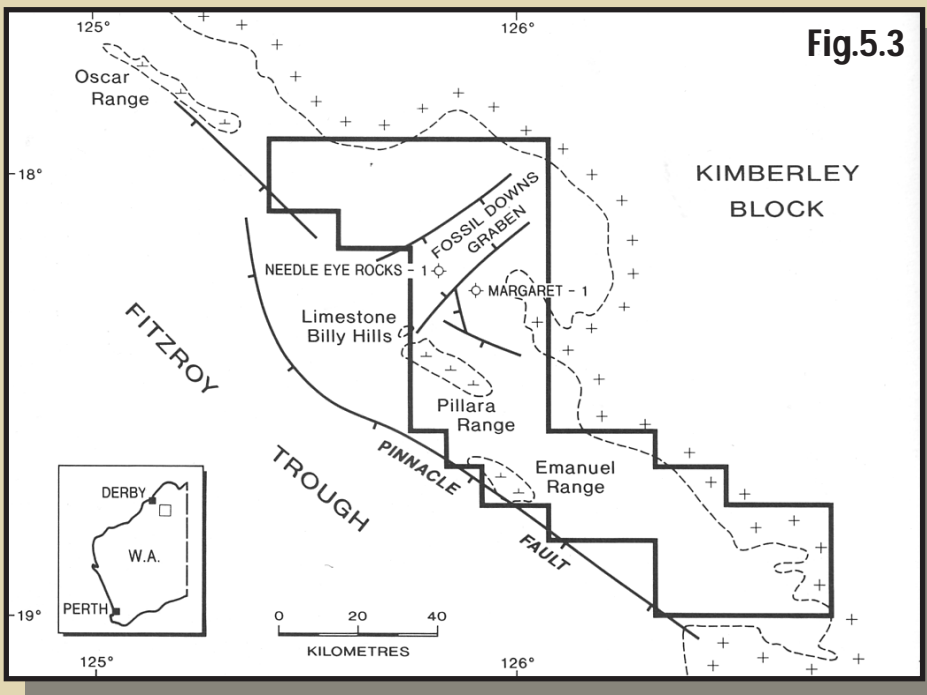 125°
126°
Fig.5.3
Oscar
Range
18°
KIMBERLEY
BLOCK
FOSSIL DOWNS
GRABEN
NEEDLE EYE ROCKS - 1
MARGARET - 1
Limestone
Billy Hills
FITZROY
TROUGH
Pillara
Range
PINNACLE
FAULT
Emanuel
Range
DERBY
W.A.
PERTH
19°
0 20 40
KILOMETRES
125°
126°